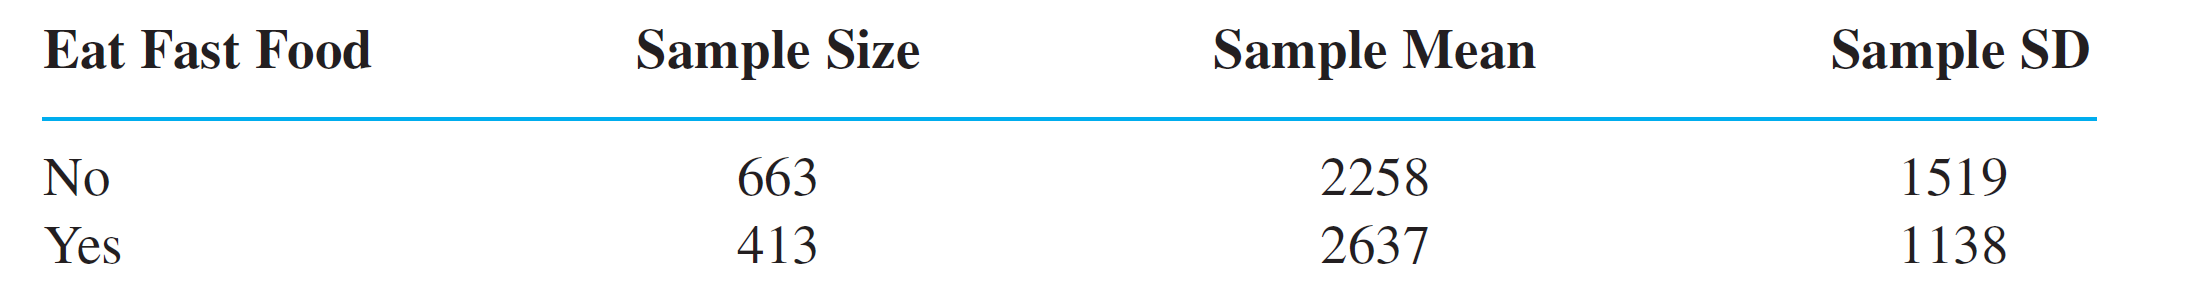 Eat Fast Food Sample Size Sample Mean Sample SD
No 663 2258 1519
Yes 413 2637 1138